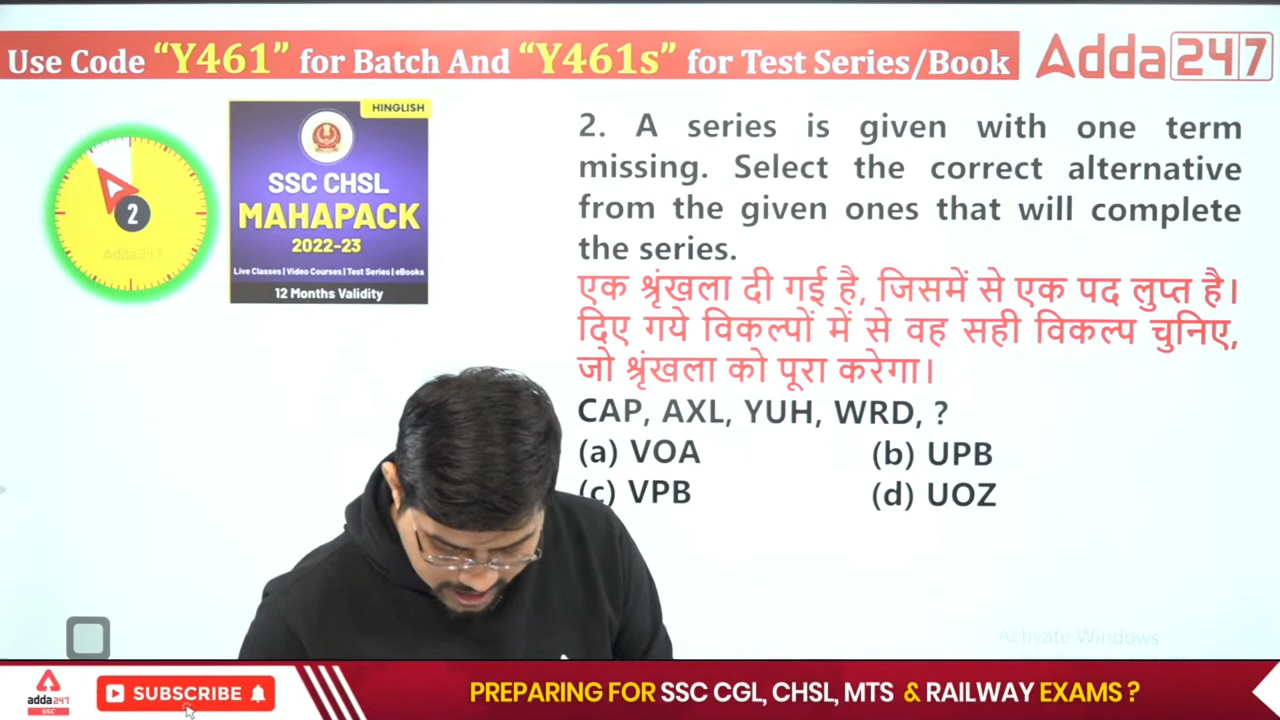 Use Code “Y461” for Batch And “Y461s” for Test Series/Book
Adda247
HINGLISH
SSC CHSL
MAHAPACK
2022-23
Live Classes | Video Courses | Test Series | eBooks
12 Months Validity
2
Adda247
2. A series is given with one term
missing. Select the correct alternative
from the given ones that will complete
the series.
एक श्रृंखला दी गई है, जिसमें से एक पद लुप्त है।
दिए गये विकल्पों में से वह सही विकल्प चुनिए,
जो श्रृंखला को पूरा करेगा।
CAP, AXL, YUH, WRD, ?
(a) VOA (b) UPB
(c) VPB (d) UOZ
Activate Windows
adda247
SSC
SUBSCRIBE
PREPARING FOR SSC CGL, CHSL, MTS & RAILWAY EXAMS ?